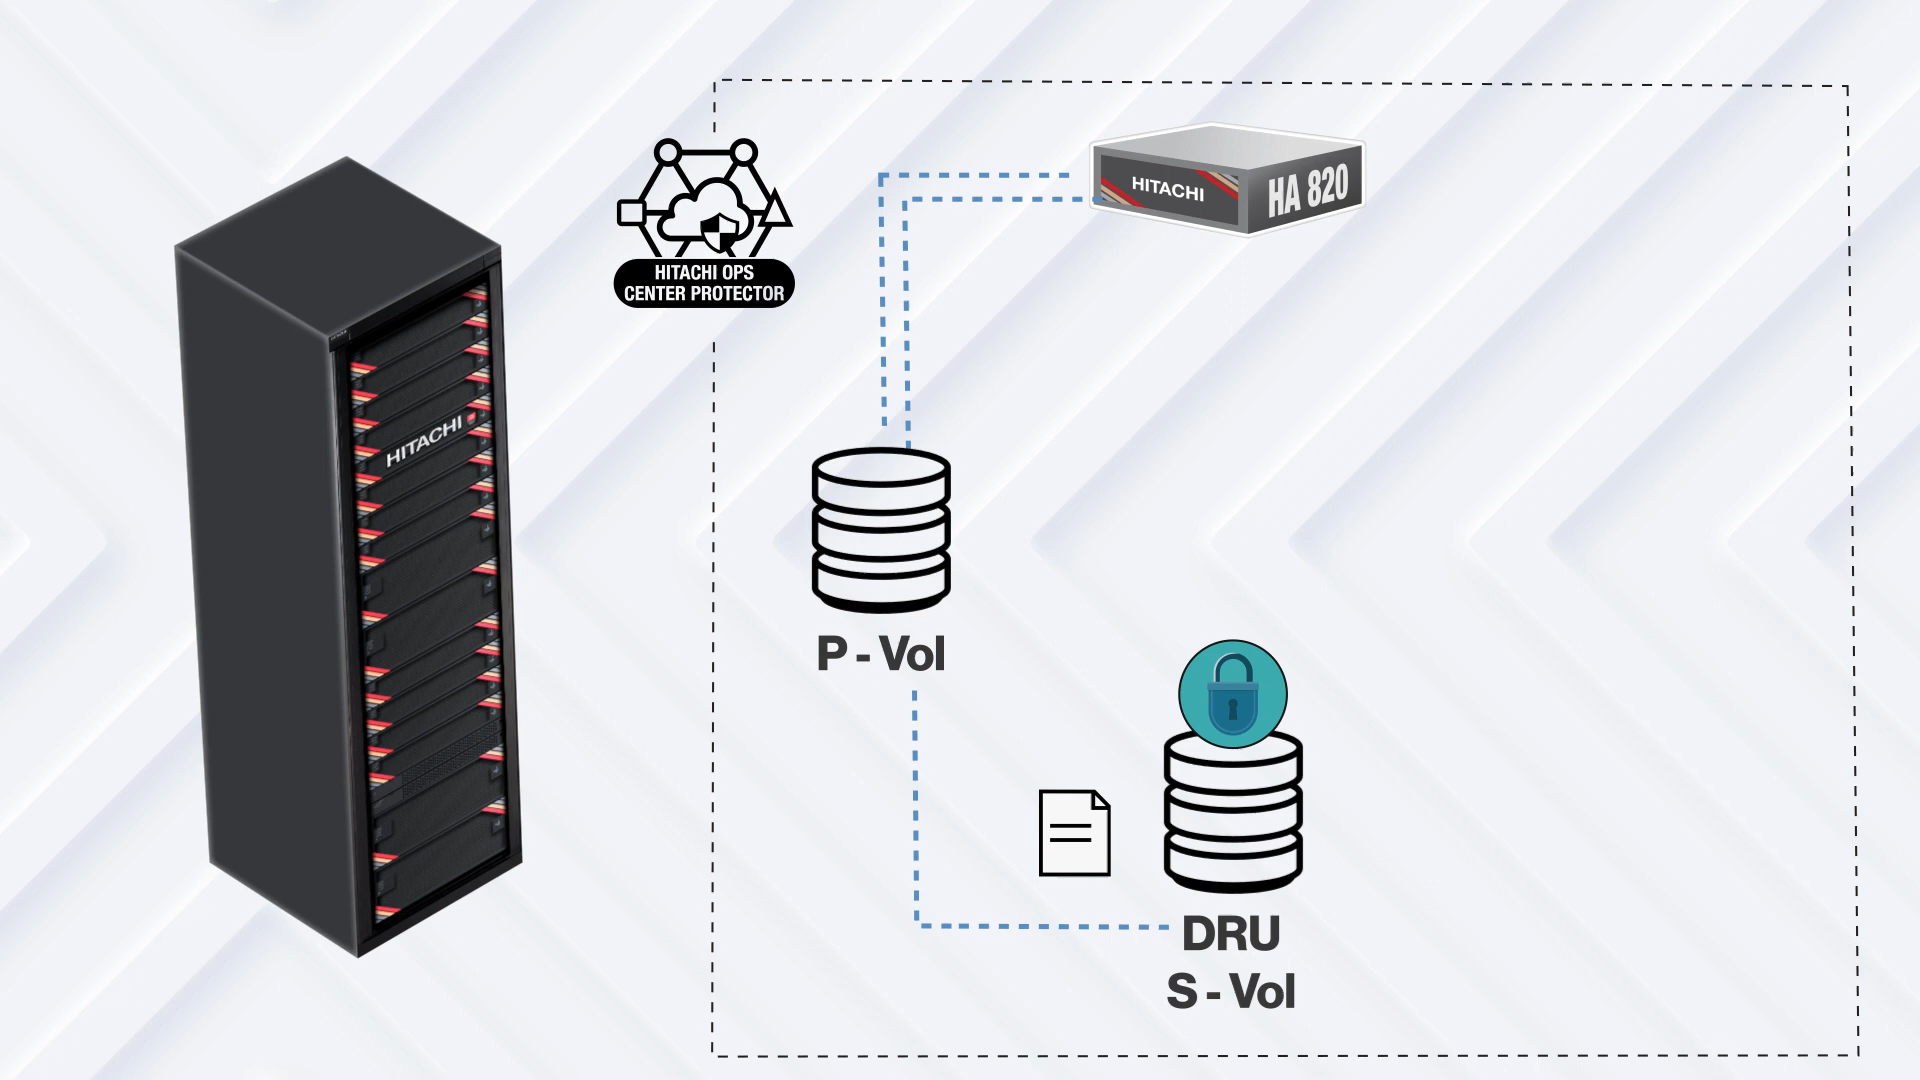 HITACHI
HITACHI OPS
CENTER PROTECTOR
HITACHI
HA 820
P - Vol
DRU
S - Vol